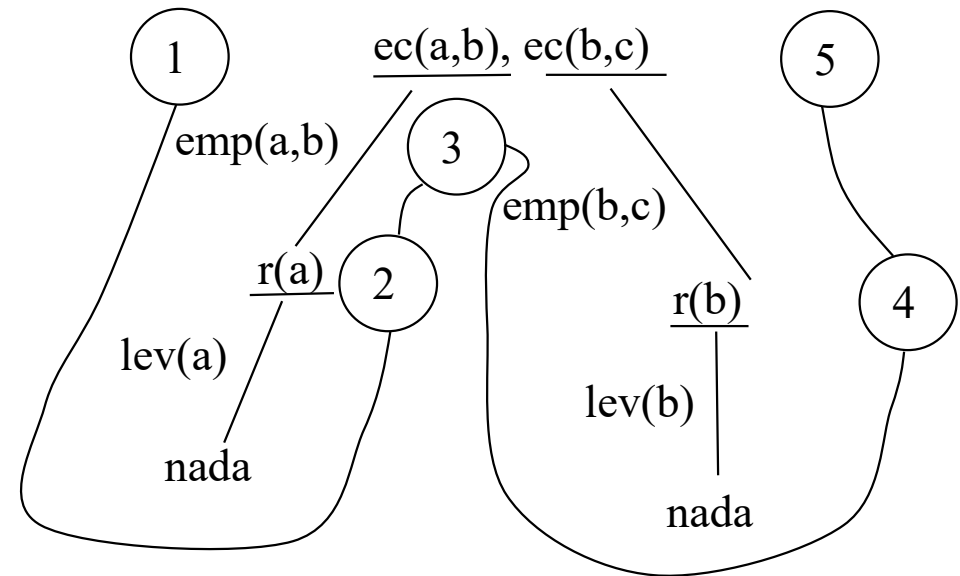 1
ec(a,b), ec(b,c)
5
emp(a,b)
3
emp(b,c)
r(a)
2
r(b)
4
lev(a)
lev(b)
nada
nada